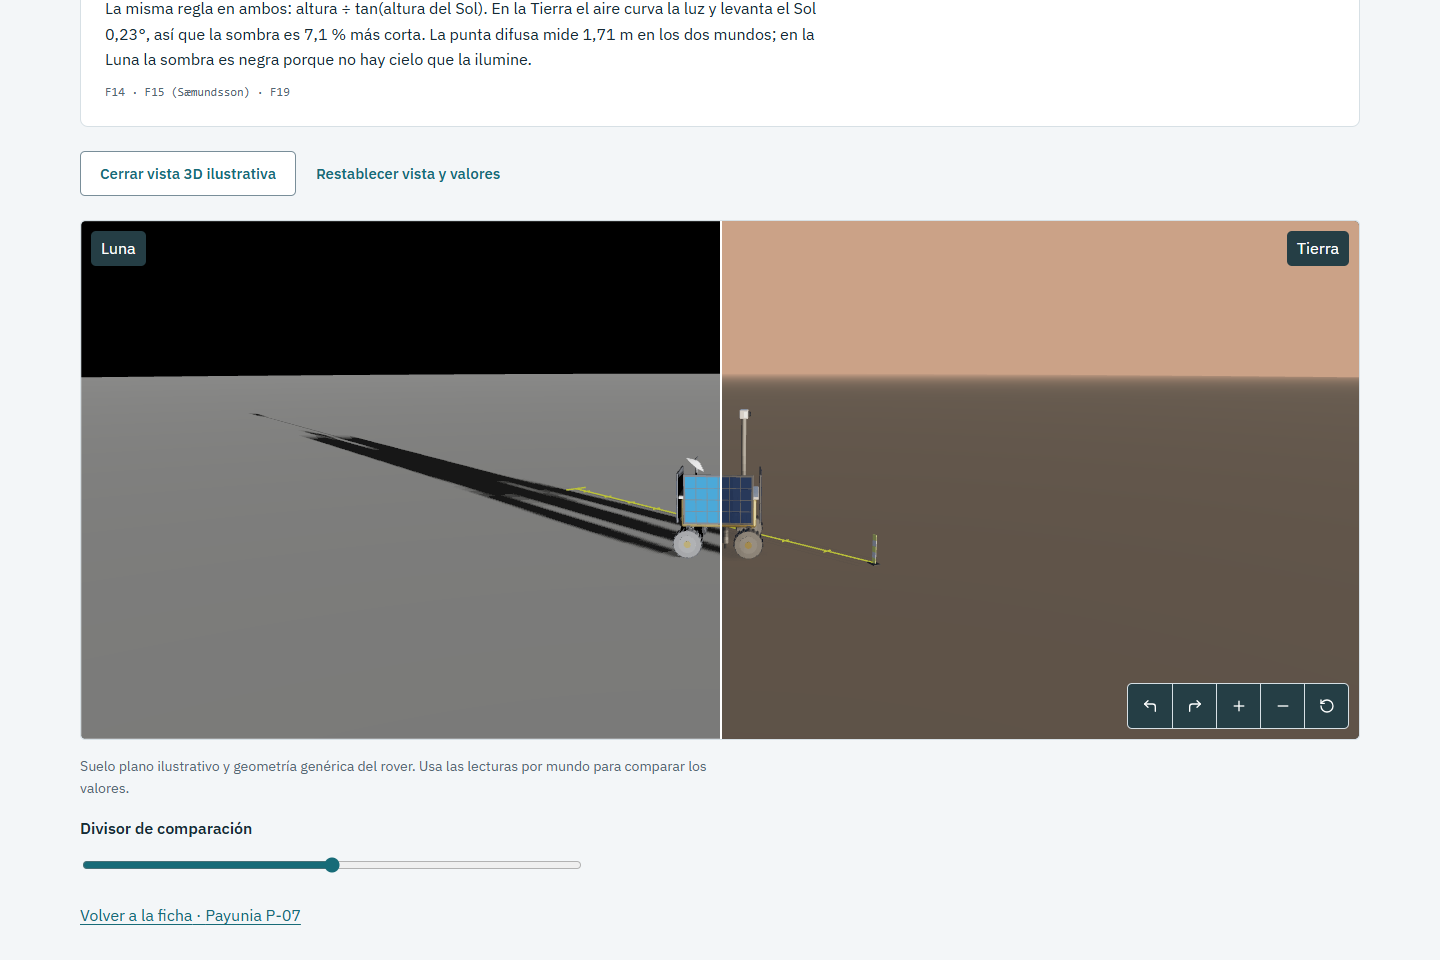 La misma regla en ambos: altura ÷ tan(altura del Sol). En la Tierra el aire curva la luz y levanta el Sol
0,23°, así que la sombra es 7,1 % más corta. La punta difusa mide 1,71 m en los dos mundos; en la
Luna la sombra es negra porque no hay cielo que la ilumine.
F14 · F15 (Sæmundsson) · F19
Cerrar vista 3D ilustrativa
Restablecer vista y valores
Luna
Tierra
Suelo plano ilustrativo y geometría genérica del rover. Usa las lecturas por mundo para comparar los
valores.
Divisor de comparación
Volver a la ficha · Payunia P-07